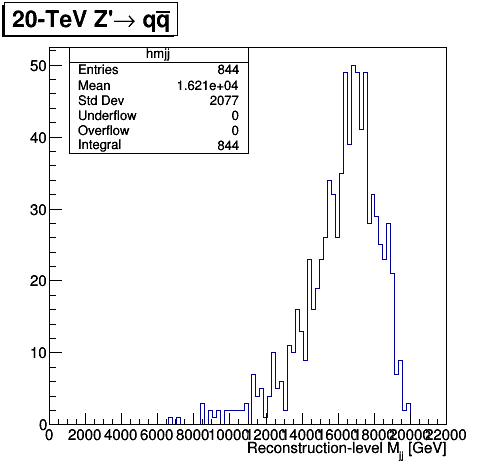 20-TeV Z'→ qq̅
hmjj
Entries 844
Mean 1.621e+04
Std Dev 2077
Underflow 0
Overflow 0
Integral 844
50
40
30
20
10
0
0 2000 4000 6000 8000 10000 12000 14000 16000 18000 20000 22000
Reconstruction-level Mjj [GeV]